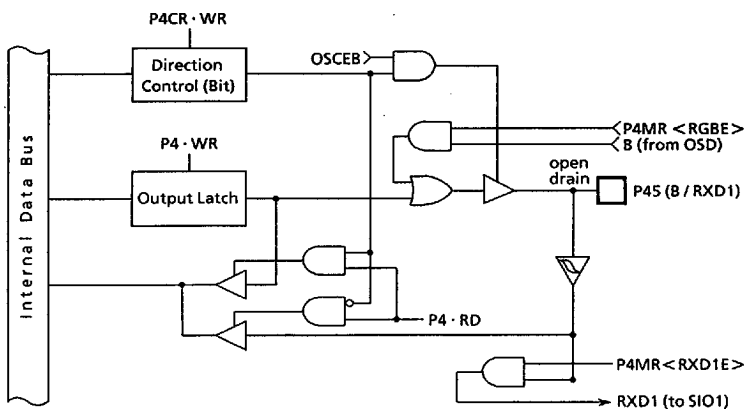 P4CR · WR
Direction
Control (Bit)
OSCEB
P4MR <RGBE>
B (from OSD)
P4 · WR
Output Latch
open
drain
P45 (B / RXD1)
Internal Data Bus
P4 · RD
P4MR<RXD1E>
RXD1 (to SIO1)